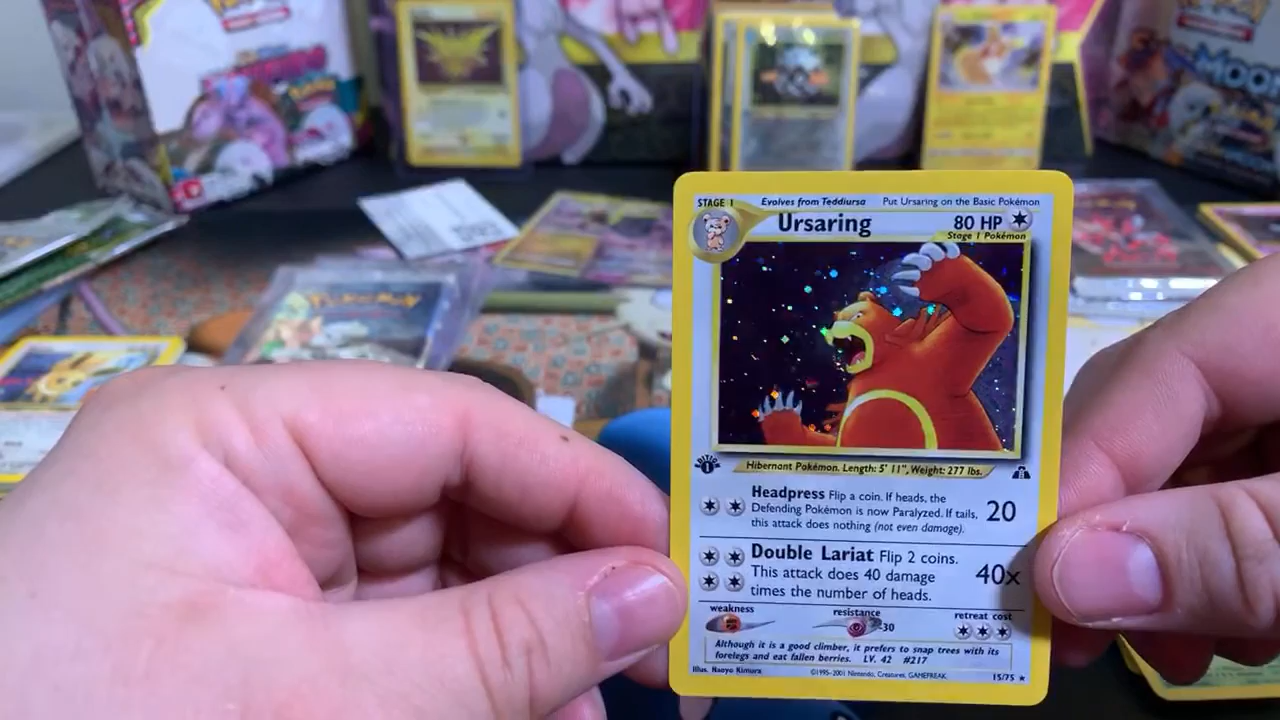 POKéMON
MOON
STAGE 1
Evolves from Teddiursa
Put Ursaring on the Basic Pokémon
Ursaring
80 HP
Stage 1 Pokémon
EDITION
1
Hibernant Pokémon. Length: 5' 11", Weight: 277 lbs.
Headpress Flip a coin. If heads, the
Defending Pokémon is now Paralyzed. If tails,
this attack does nothing (not even damage).
20
Double Lariat Flip 2 coins.
This attack does 40 damage
times the number of heads.
40x
weakness
resistance
retreat cost
-30
Although it is a good climber, it prefers to snap trees with its
forelegs and eat fallen berries. LV. 42 #217
Illus. Naoyo Kimura
©1995-2001 Nintendo, Creatures, GAMEFREAK.
15/75 ★